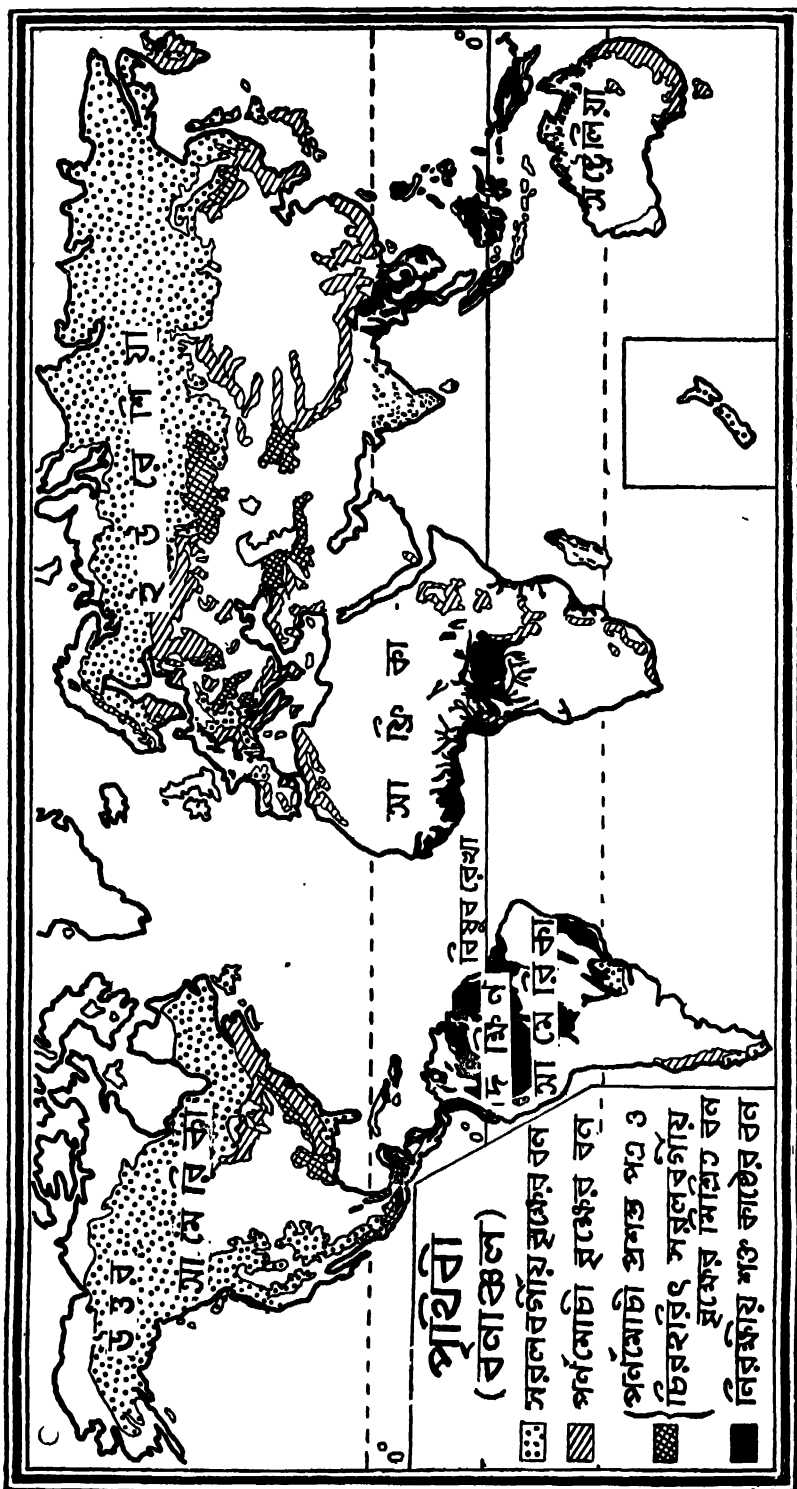 উত্তর
আমেরিকা
ইউরেশিয়া
আফ্রিকা
বিষুব রেখা
দক্ষিণ
আমেরিকা
অস্ট্রেলিয়া
পৃথিবী
(বনাঞ্চল)
সরলবর্গীয় বৃক্ষের বন
পর্ণমোচী বৃক্ষের বন
পর্ণমোচী প্রশস্ত পত্র ও
চিরহরিৎ সরলবর্গীয়
বৃক্ষের মিশ্রিত বন
নিরক্ষীয় শক্ত কাঠের বন